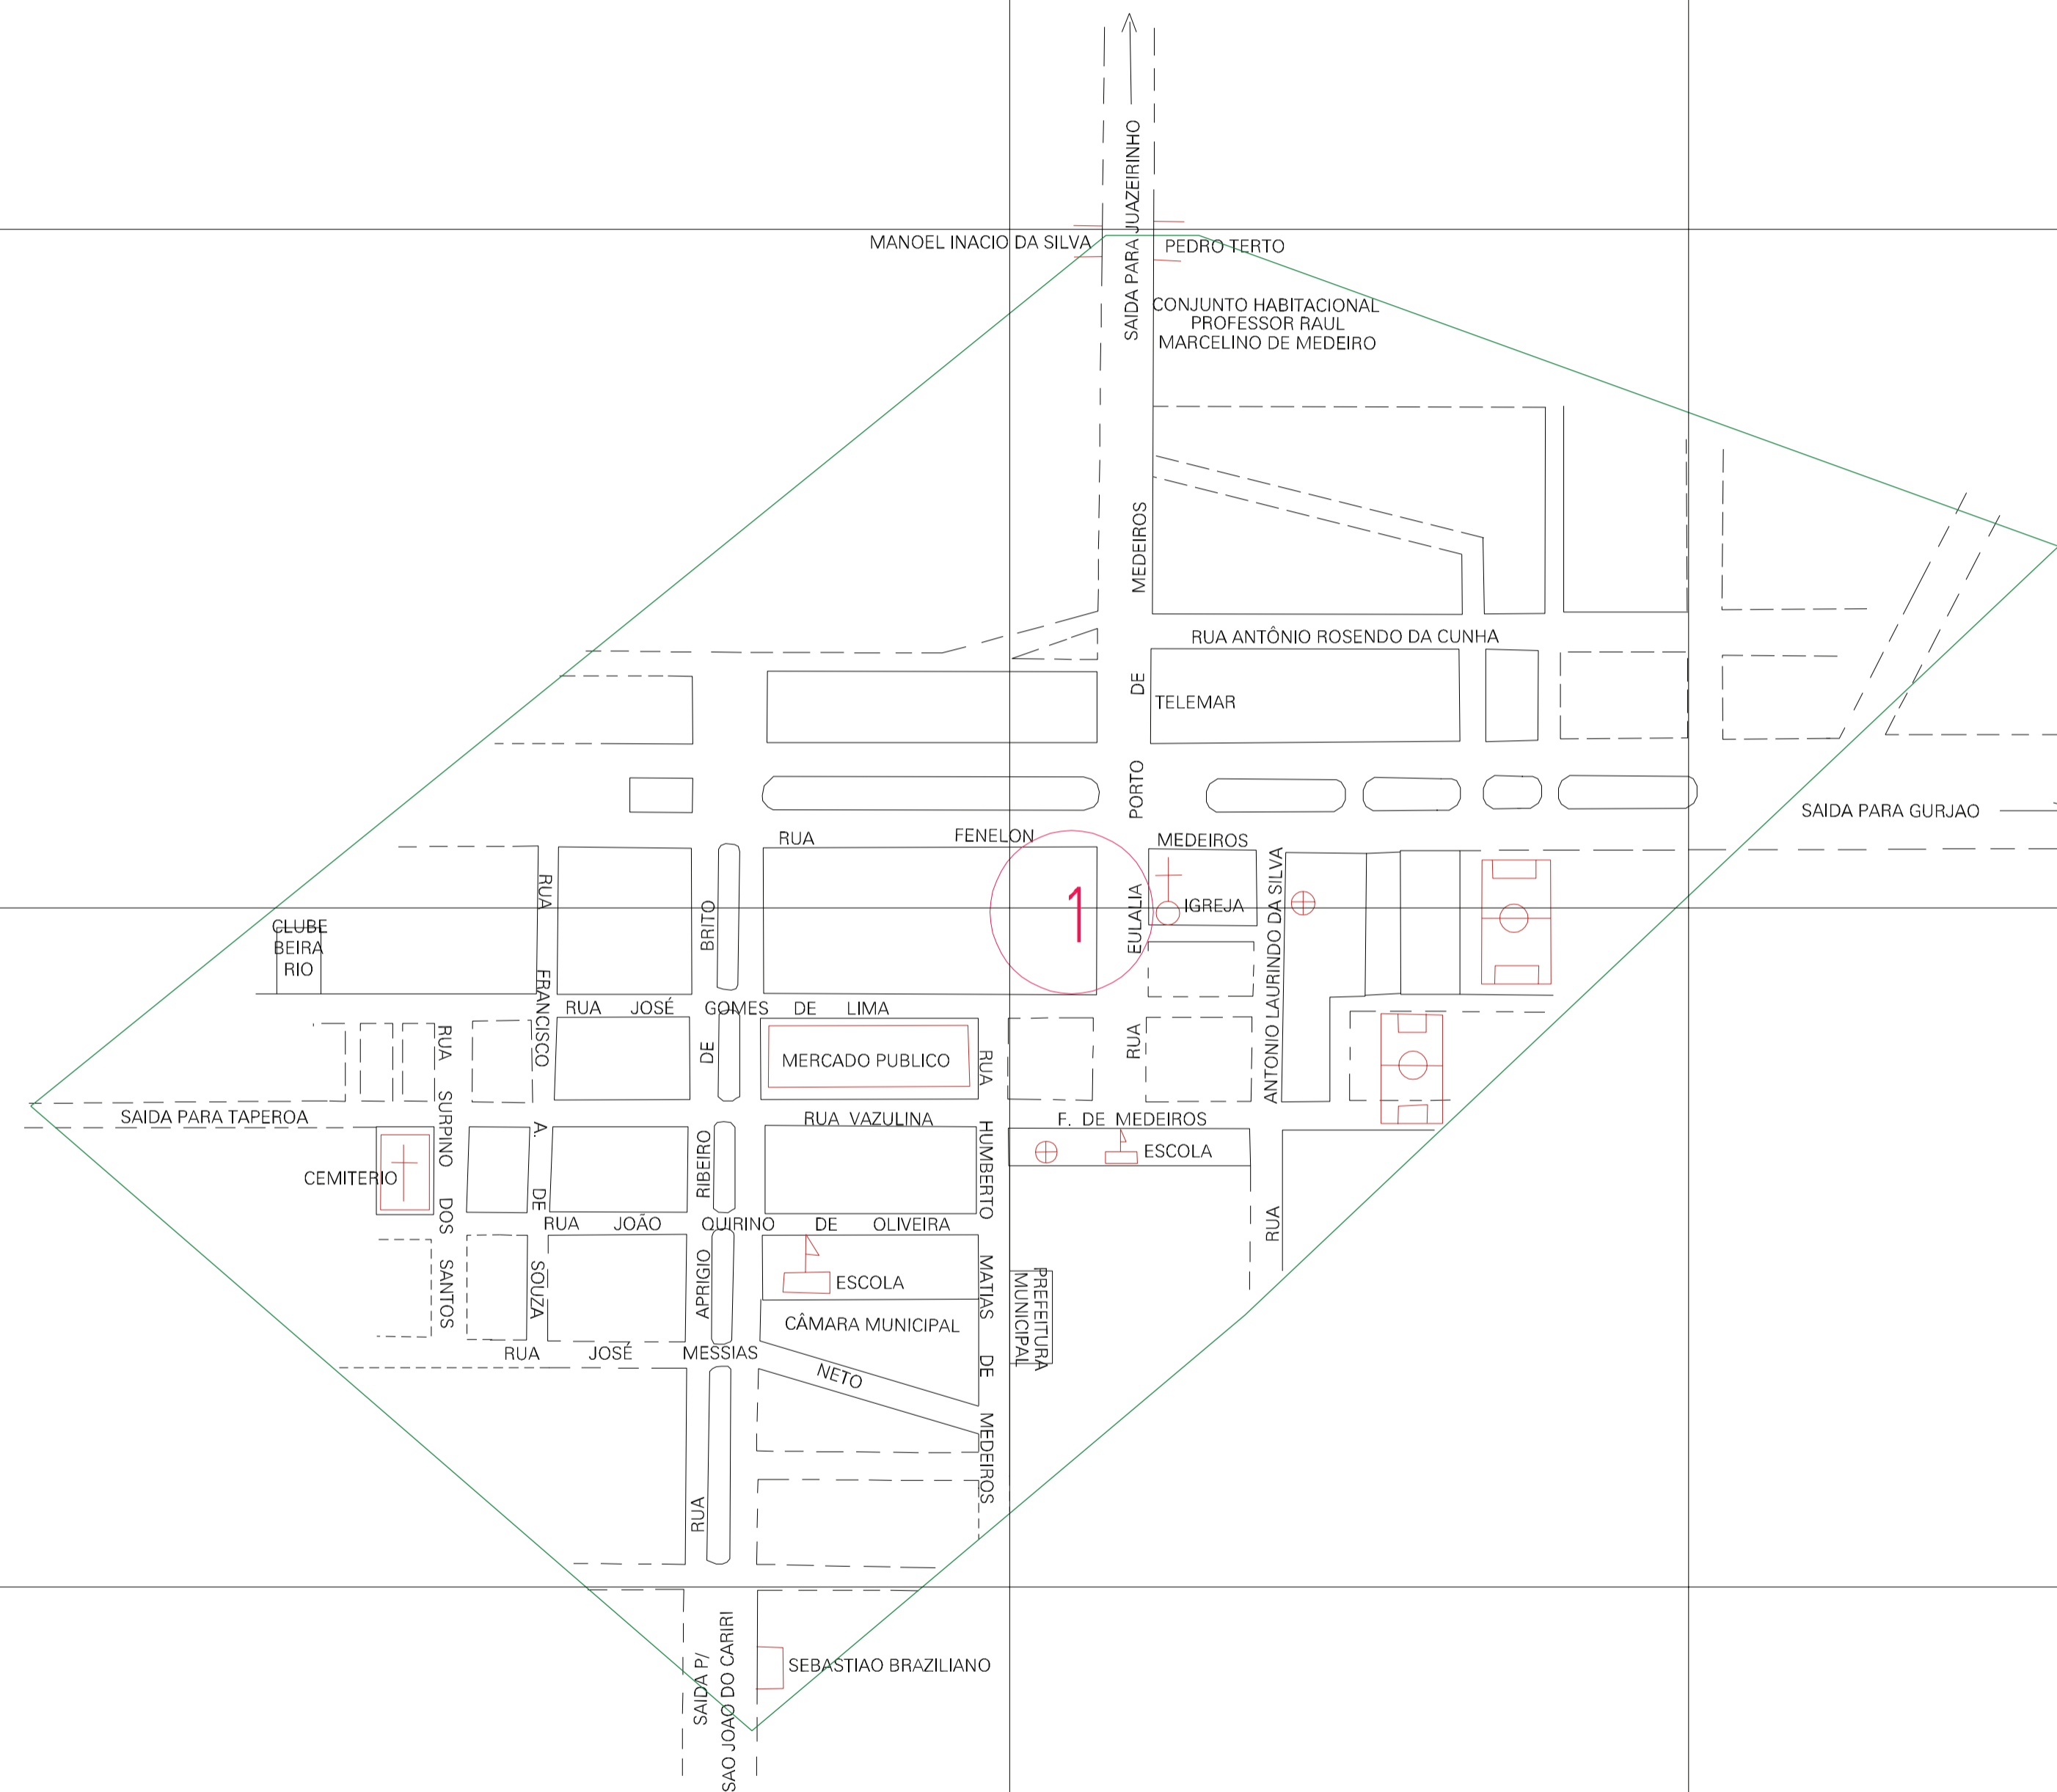 SAIDA PARA JUAZEIRINHO
MANOEL INACIO DA SILVA
PEDRO TERTO
CONJUNTO HABITACIONAL
PROFESSOR RAUL
MARCELINO DE MEDEIRO
RUA ANTÔNIO ROSENDO DA CUNHA
TELEMAR
RUA EULALIA PORTO DE MEDEIROS
SAIDA PARA GURJAO
RUA FENELON MEDEIROS
1
IGREJA
RUA ANTONIO LAURINDO DA SILVA
CLUBE
BEIRA
RIO
RUA FRANCISCO A. DE SOUZA
RUA JOSÉ GOMES DE LIMA
MERCADO PUBLICO
RUA APRIGIO RIBEIRO DE BRITO
RUA SURPINO DOS SANTOS
SAIDA PARA TAPEROA
RUA VAZULINA F. DE MEDEIROS
ESCOLA
CEMITERIO
RUA HUMBERTO MATIAS DE MEDEIROS
RUA JOÃO QUIRINO DE OLIVEIRA
ESCOLA
CÂMARA MUNICIPAL
PREFEITURA
MUNICIPAL
RUA JOSÉ MESSIAS NETO
SEBASTIAO BRAZILIANO
SAIDA P/
SAO JOAO DO CARIRI